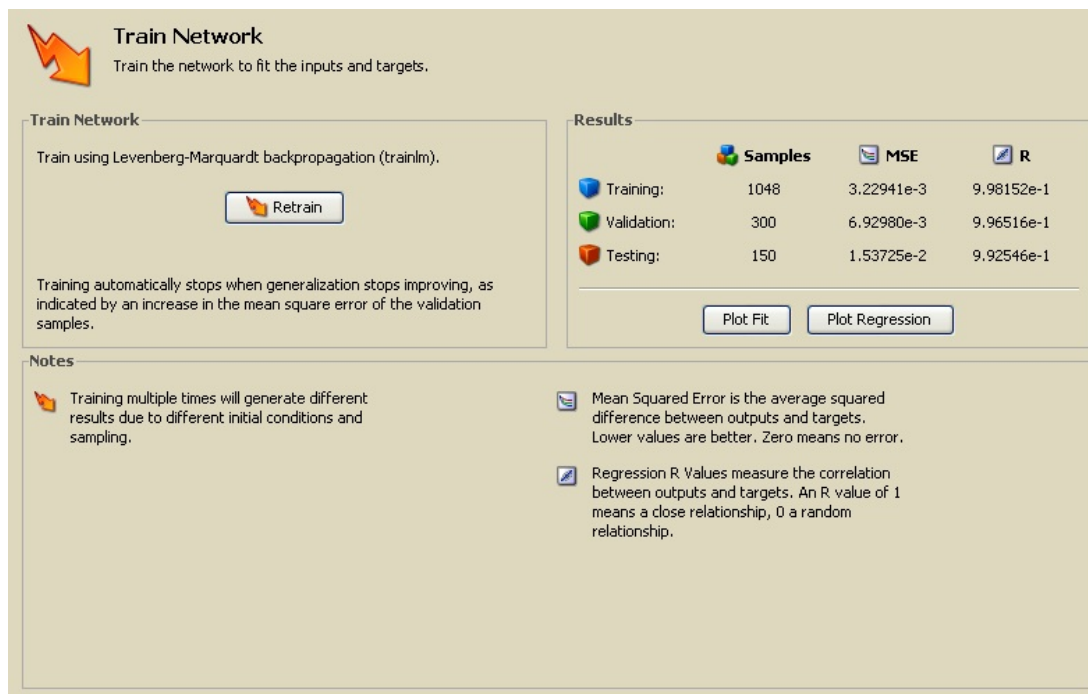 Train Network
Train the network to fit the inputs and targets.
Train Network
Train using Levenberg-Marquardt backpropagation (trainlm).
Retrain
Training automatically stops when generalization stops improving, as
indicated by an increase in the mean square error of the validation
samples.
Results
Samples MSE R
Training: 1048 3.22941e-3 9.98152e-1
Validation: 300 6.92980e-3 9.96516e-1
Testing: 150 1.53725e-2 9.92546e-1
Plot Fit Plot Regression
Notes
Training multiple times will generate different
results due to different initial conditions and
sampling.
Mean Squared Error is the average squared
difference between outputs and targets.
Lower values are better. Zero means no error.
Regression R Values measure the correlation
between outputs and targets. An R value of 1
means a close relationship, 0 a random
relationship.